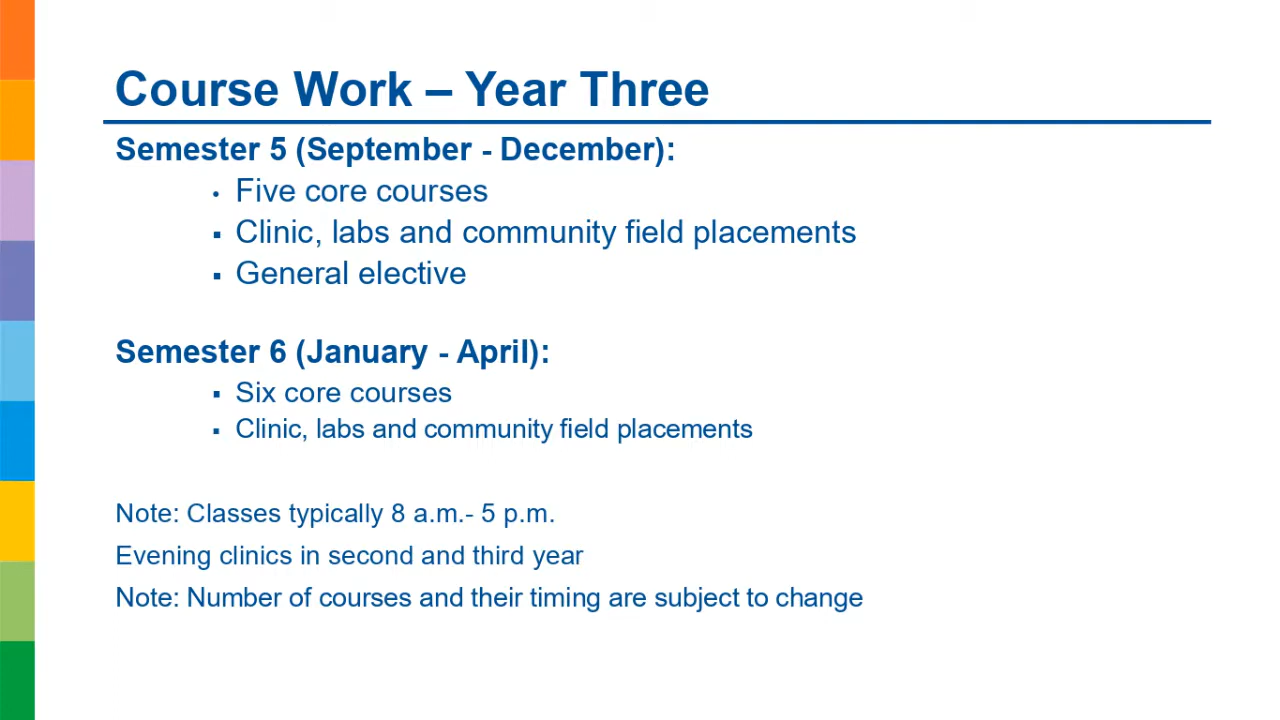 Course Work – Year Three
Semester 5 (September - December):
• Five core courses
▪ Clinic, labs and community field placements
▪ General elective
Semester 6 (January - April):
▪ Six core courses
▪ Clinic, labs and community field placements
Note: Classes typically 8 a.m.- 5 p.m.
Evening clinics in second and third year
Note: Number of courses and their timing are subject to change